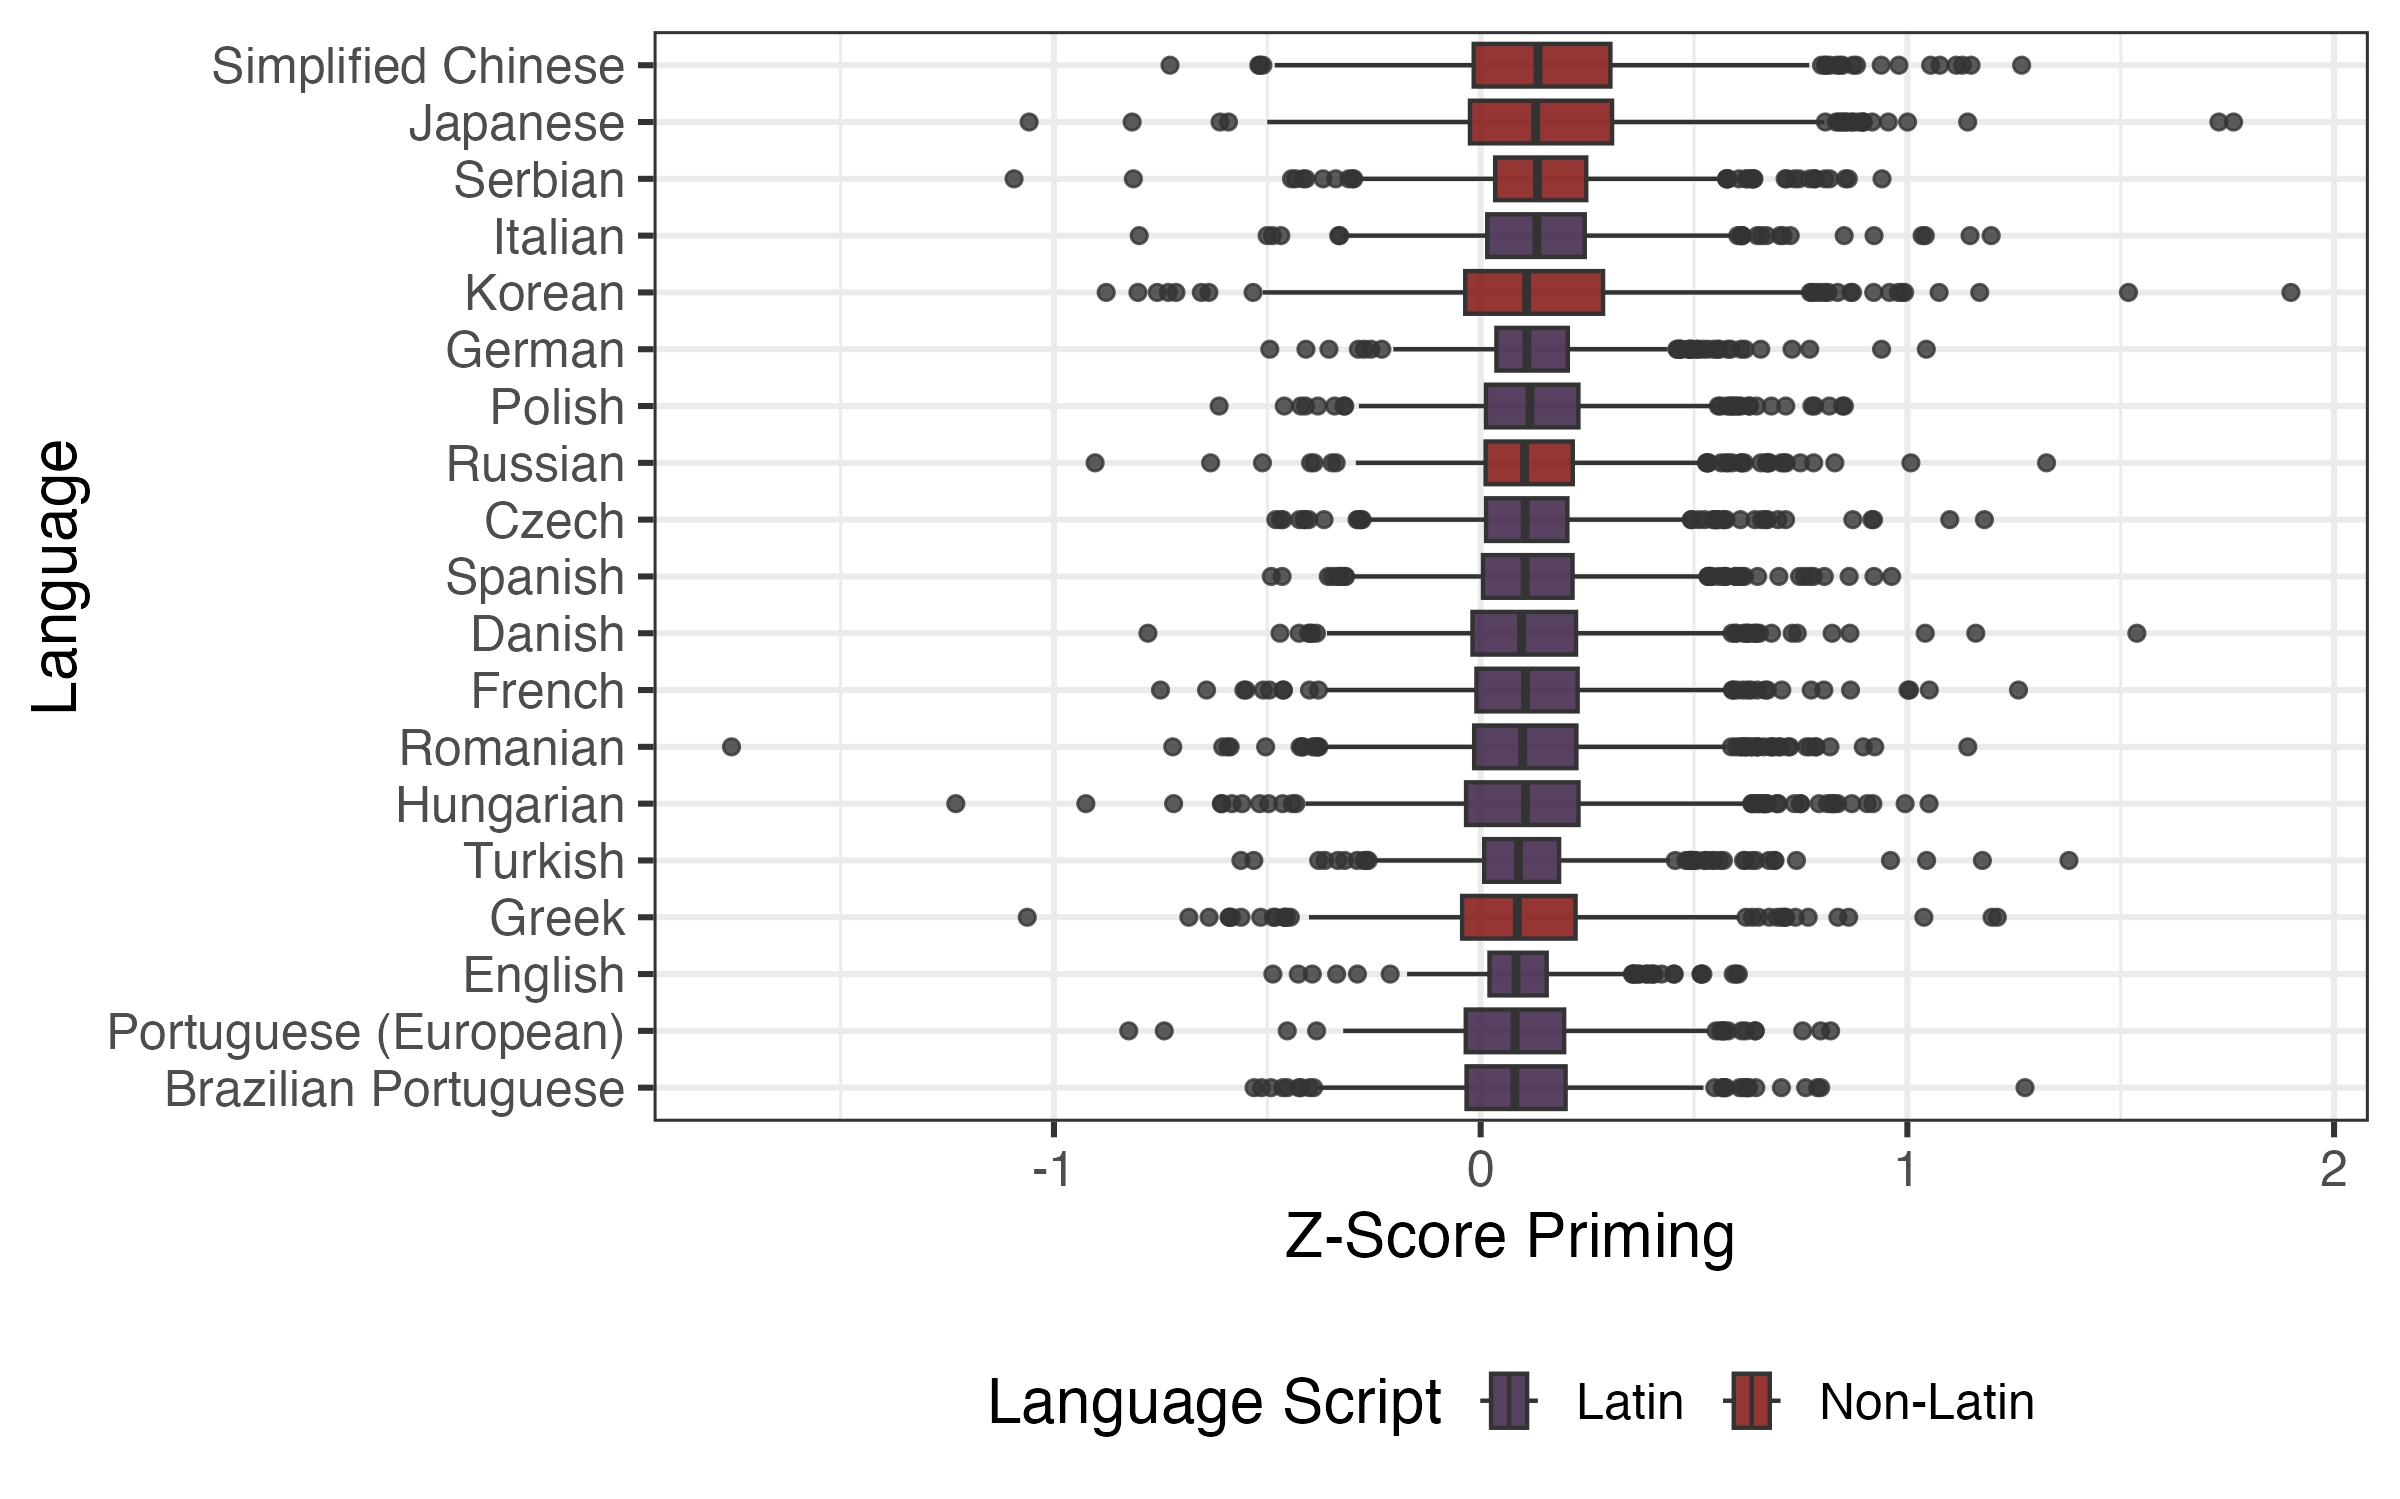 Simplified Chinese
Japanese
Serbian
Italian
Korean
German
Polish
Russian
Czech
Spanish
Danish
French
Romanian
Hungarian
Turkish
Greek
English
Portuguese (European)
Brazilian Portuguese
Language
-1 0 1 2
Z-Score Priming
Language Script Latin Non-Latin